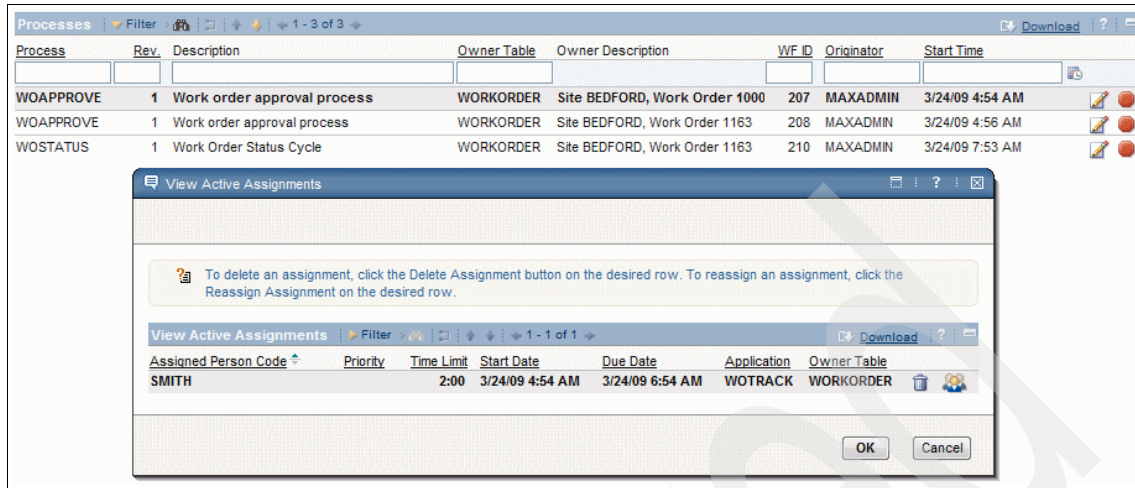 Processes Filter 1 - 3 of 3 Download ?
Process Rev. Description Owner Table Owner Description WF ID Originator Start Time
WOAPPROVE 1 Work order approval process WORKORDER Site BEDFORD, Work Order 1000 207 MAXADMIN 3/24/09 4:54 AM
WOAPPROVE 1 Work order approval process WORKORDER Site BEDFORD, Work Order 1163 208 MAXADMIN 3/24/09 4:56 AM
WOSTATUS 1 Work Order Status Cycle WORKORDER Site BEDFORD, Work Order 1163 210 MAXADMIN 3/24/09 7:53 AM
View Active Assignments ?
To delete an assignment, click the Delete Assignment button on the desired row. To reassign an assignment, click the
Reassign Assignment on the desired row.
View Active Assignments Filter 1 - 1 of 1 Download ?
Assigned Person Code Priority Time Limit Start Date Due Date Application Owner Table
SMITH 2:00 3/24/09 4:54 AM 3/24/09 6:54 AM WOTRACK WORKORDER
OK Cancel